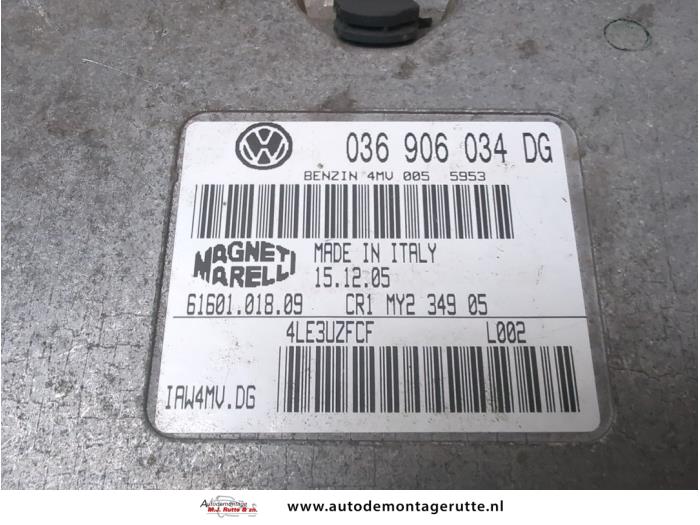 VW
036 906 034 DG
BENZIN 4MV 005 5953
MAGNETI
MARELLI
MADE IN ITALY
15.12.05
61601.018.09 CR1 MY2 349 05
4LE3UZFCF L002
IAW4MV.DG
Autodemontage
M.J. Rutte & zn.
www.autodemontagerutte.nl